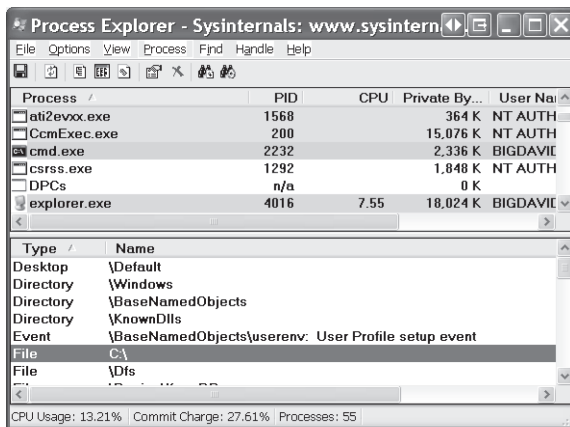 Process Explorer - Sysinternals: www.sysintern
File Options View Process Find Handle Help
Process PID CPU Private By... User Nar
ati2evxx.exe 1568 364 K NT AUTH
CcmExec.exe 200 15,076 K NT AUTH
cmd.exe 2232 2,336 K BIGDAVID
csrss.exe 1292 1,848 K NT AUTH
DPCs n/a 0 K
explorer.exe 4016 7.55 18,024 K BIGDAVID
Type Name
Desktop \Default
Directory \Windows
Directory \BaseNamedObjects
Directory \KnownDlls
Event \BaseNamedObjects\userenv: User Profile setup event
File C:\
File \Dfs
CPU Usage: 13.21% Commit Charge: 27.61% Processes: 55